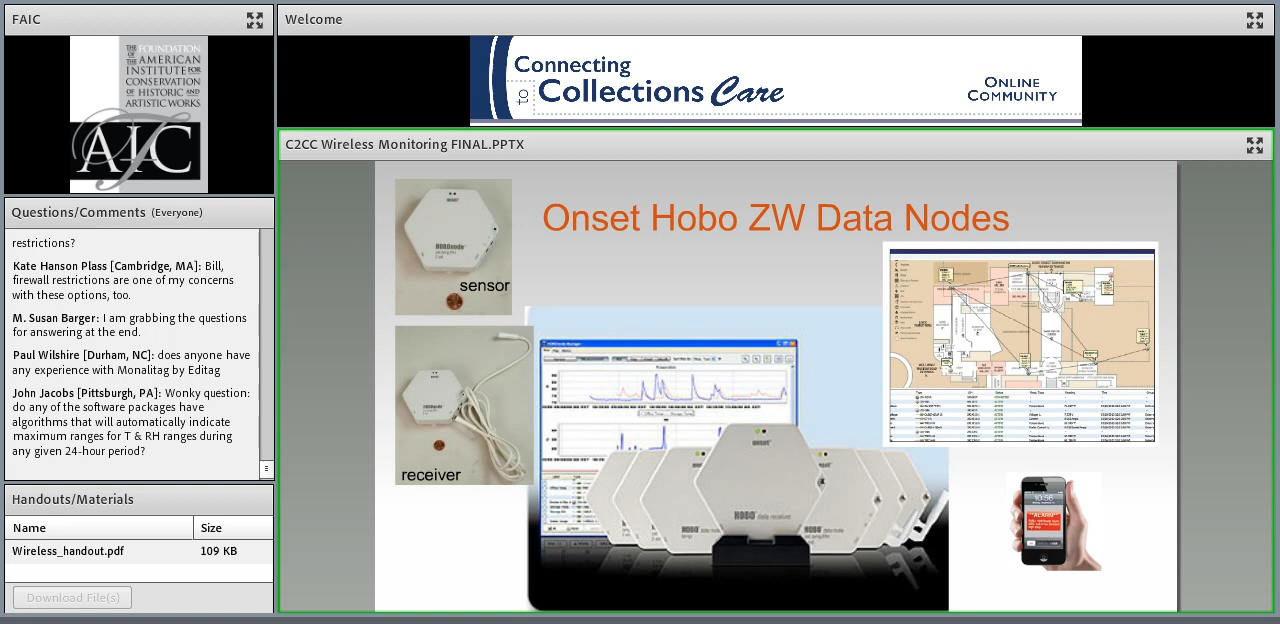 FAIC
THE FOUNDATION
OF THE AMERICAN
INSTITUTE FOR
CONSERVATION
OF HISTORIC AND
ARTISTIC WORKS
AIC
Welcome
Connecting
to Collections Care
ONLINE
COMMUNITY
Questions/Comments (Everyone)
restrictions?
Kate Hanson Plass [Cambridge, MA]: Bill,
firewall restrictions are one of my concerns
with these options, too.
M. Susan Barger: I am grabbing the questions
for answering at the end.
Paul Wilshire [Durham, NC]: does anyone have
any experience with Monalitag by Editag?
John Jacobs [Pittsburgh, PA]: Wonky question:
do any of the software packages have
algorithms that will automatically list
maximum ranged for T & RH ranges during
any given 24-hour period?
Handouts/Materials
Name Size
Wireless_handout.pdf 109 KB
Download File(s)
C2CC Wireless Monitoring FINAL.PPTX
Onset Hobo ZW Data Nodes
sensor
receiver
onset
HOBO data receiver
10:56
**ALARM**